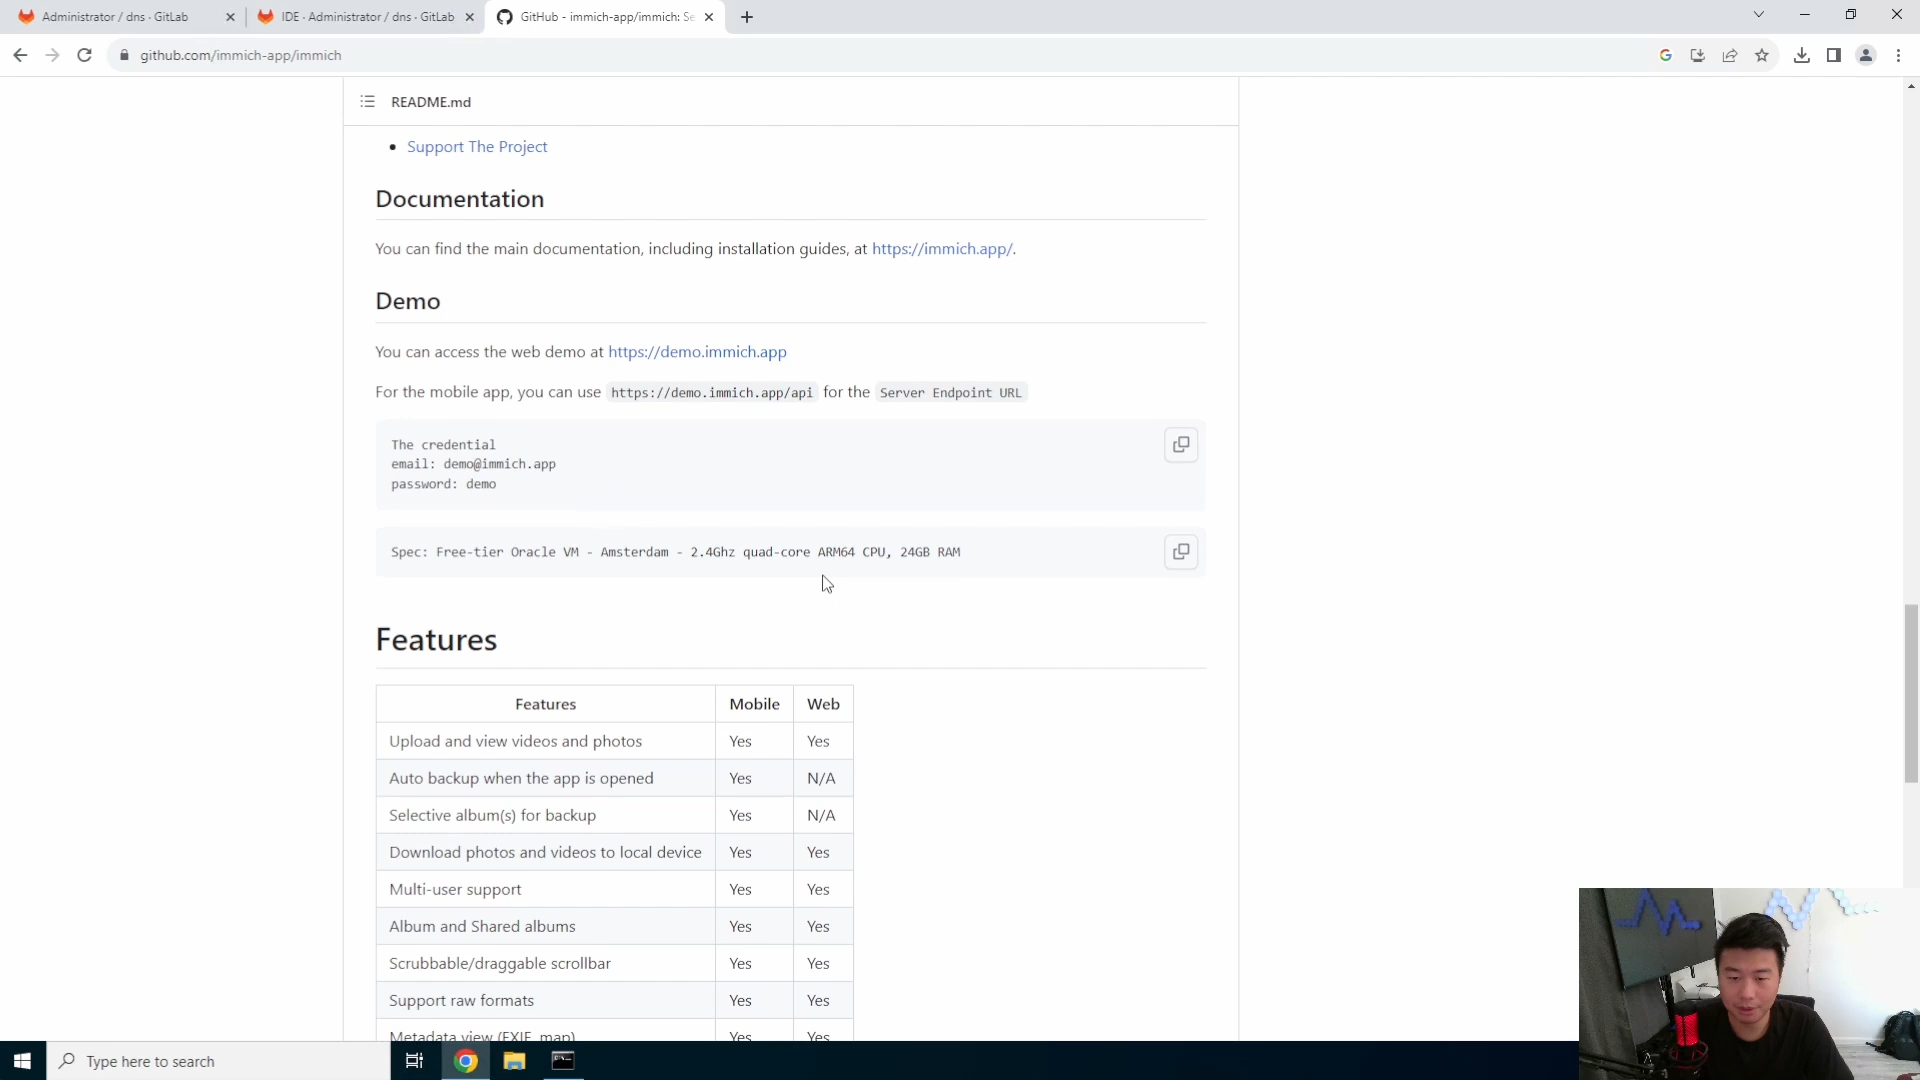 Administrator / dns · GitLab
IDE · Administrator / dns · GitLab
GitHub - immich-app/immich: Se
github.com/immich-app/immich
README.md
Support The Project
Documentation
You can find the main documentation, including installation guides, at https://immich.app/.
Demo
You can access the web demo at https://demo.immich.app
For the mobile app, you can use https://demo.immich.app/api for the Server Endpoint URL
The credential
email: demo@immich.app
password: demo
Spec: Free-tier Oracle VM - Amsterdam - 2.4Ghz quad-core ARM64 CPU, 24GB RAM
Features
Features Mobile Web
Upload and view videos and photos Yes Yes
Auto backup when the app is opened Yes N/A
Selective album(s) for backup Yes N/A
Download photos and videos to local device Yes Yes
Multi-user support Yes Yes
Album and Shared albums Yes Yes
Scrubbable/draggable scrollbar Yes Yes
Support raw formats Yes Yes
Metadata view (EXIF, map) Yes Yes
Type here to search